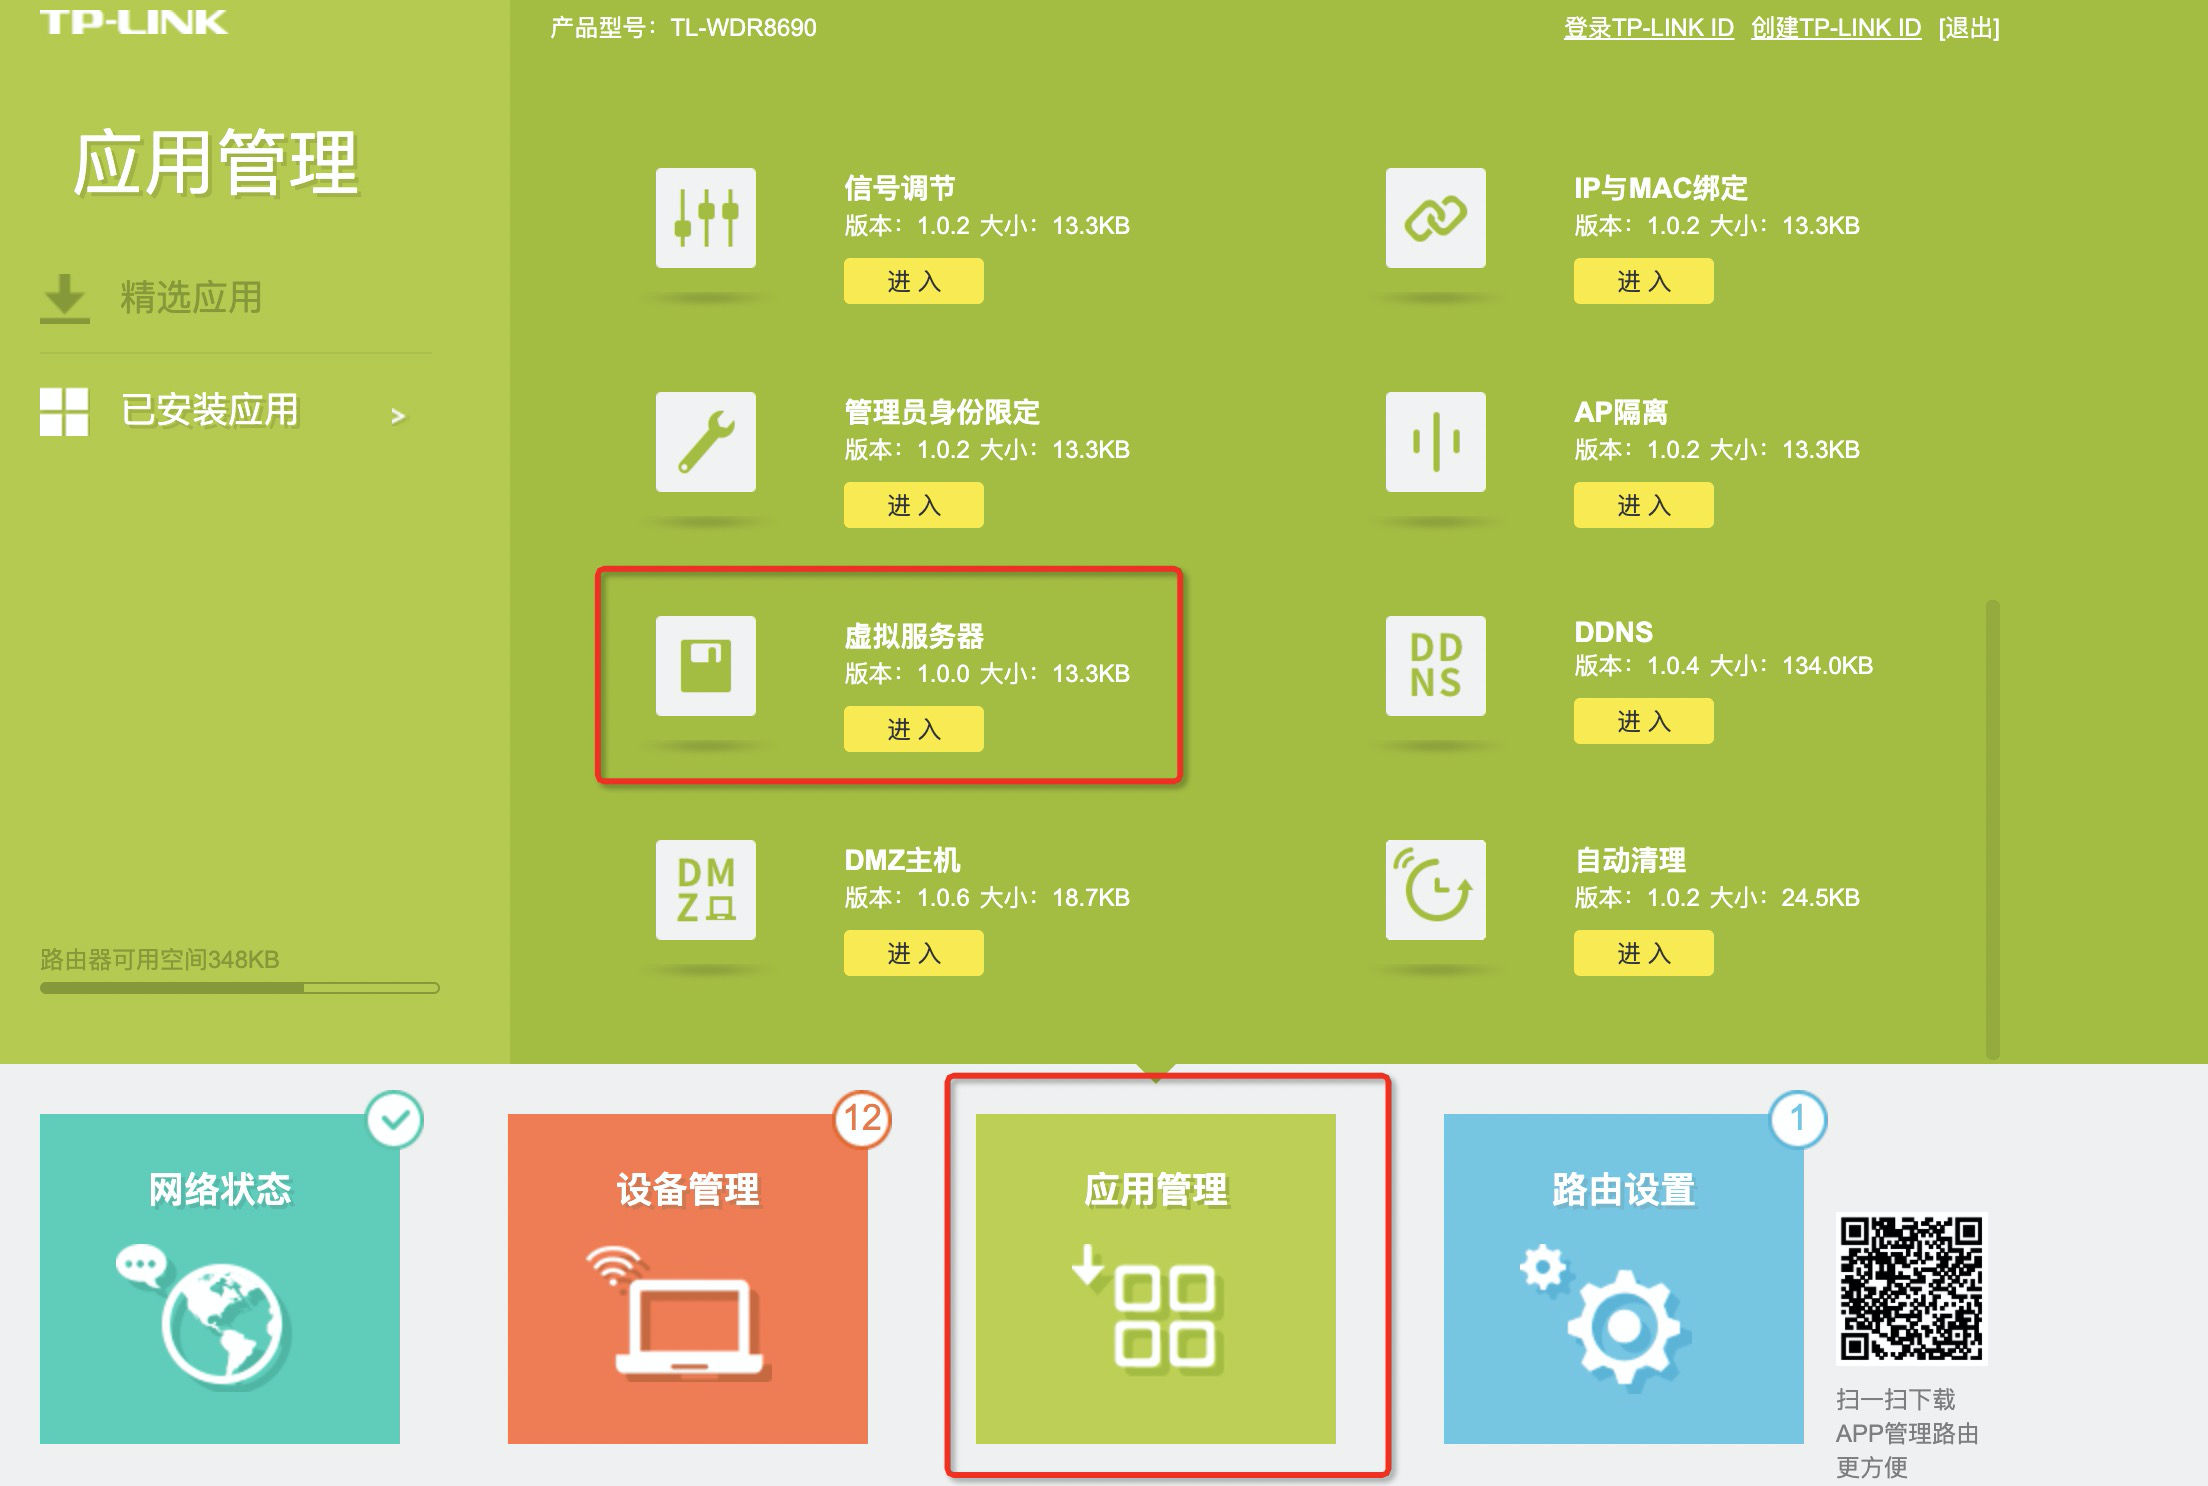 TP-LINK
产品型号：TL-WDR8690
登录TP-LINK ID 创建TP-LINK ID [退出]
应用管理
精选应用
已安装应用 >
路由器可用空间348KB
信号调节
版本：1.0.2 大小：13.3KB
进 入
IP与MAC绑定
版本：1.0.2 大小：13.3KB
进 入
管理员身份限定
版本：1.0.2 大小：13.3KB
进 入
AP隔离
版本：1.0.2 大小：13.3KB
进 入
虚拟服务器
版本：1.0.0 大小：13.3KB
进 入
DD
NS
DDNS
版本：1.0.4 大小：134.0KB
进 入
DM
Z
DMZ主机
版本：1.0.6 大小：18.7KB
进 入
自动清理
版本：1.0.2 大小：24.5KB
进 入
网络状态
12
设备管理
应用管理
1
路由设置
扫一扫下载
APP管理路由
更方便